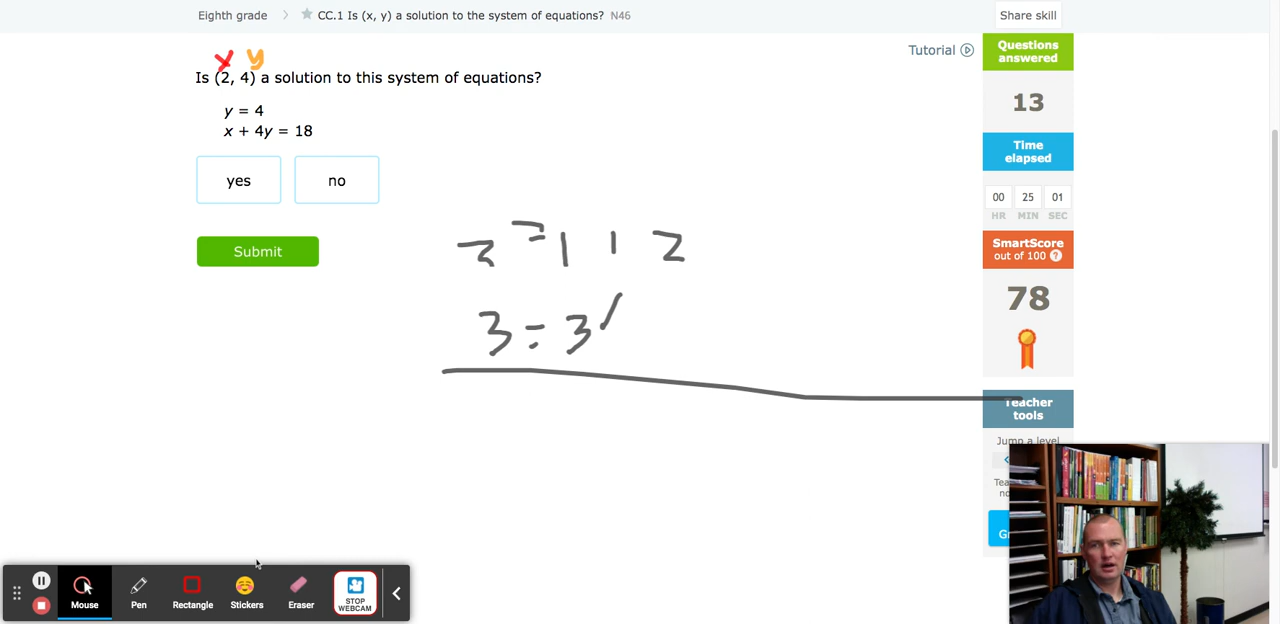 Eighth grade > CC.1 Is (x, y) a solution to the system of equations? N46
Share skill
Tutorial
x y
Is (2, 4) a solution to this system of equations?
y = 4
x + 4y = 18
yes
no
Submit
3 = 3 ✓
Questions answered
13
Time elapsed
00 25 01
HR MIN SEC
SmartScore
out of 100 ?
78
Teacher tools
Jump a level
Mouse
Pen
Rectangle
Stickers
Eraser
STOP WEBCAM